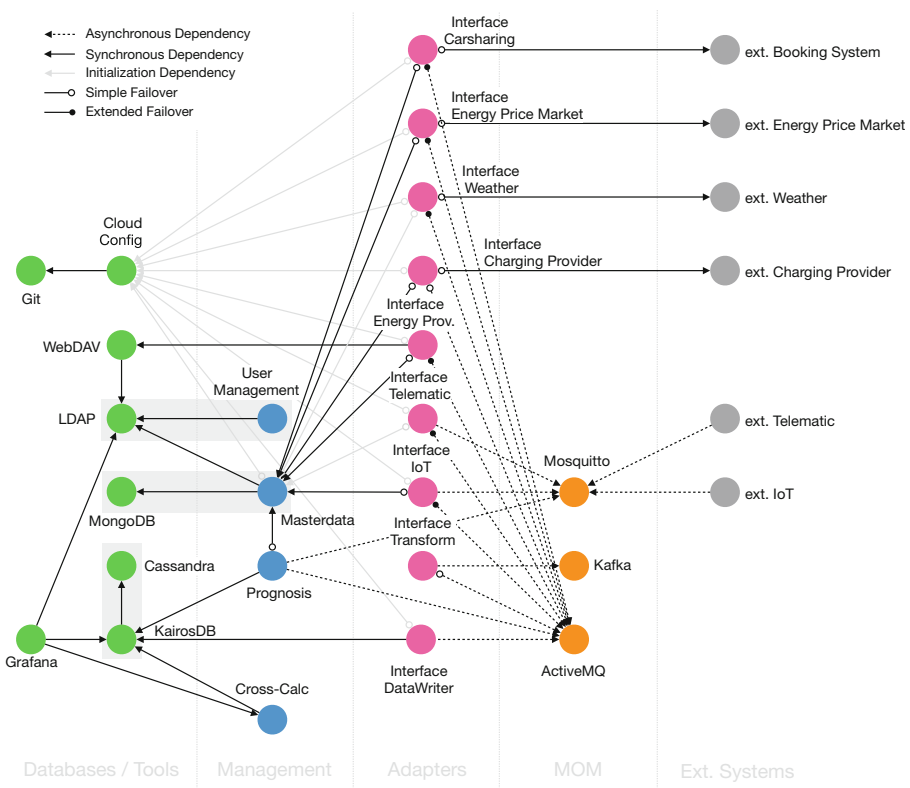 Asynchronous Dependency
Synchronous Dependency
Initialization Dependency
Simple Failover
Extended Failover
Interface
Carsharing
ext. Booking System
Interface
Energy Price Market
ext. Energy Price Market
Interface
Weather
ext. Weather
Cloud
Config
Interface
Charging Provider
ext. Charging Provider
Git
Interface
Energy Prov.
WebDAV
User
Management
Interface
Telematic
LDAP
ext. Telematic
Interface
IoT
Mosquitto
ext. IoT
MongoDB
Masterdata
Interface
Transform
Cassandra
Kafka
Prognosis
KairosDB
Grafana
Interface
DataWriter
ActiveMQ
Cross-Calc
Databases / Tools
Management
Adapters
MOM
Ext. Systems